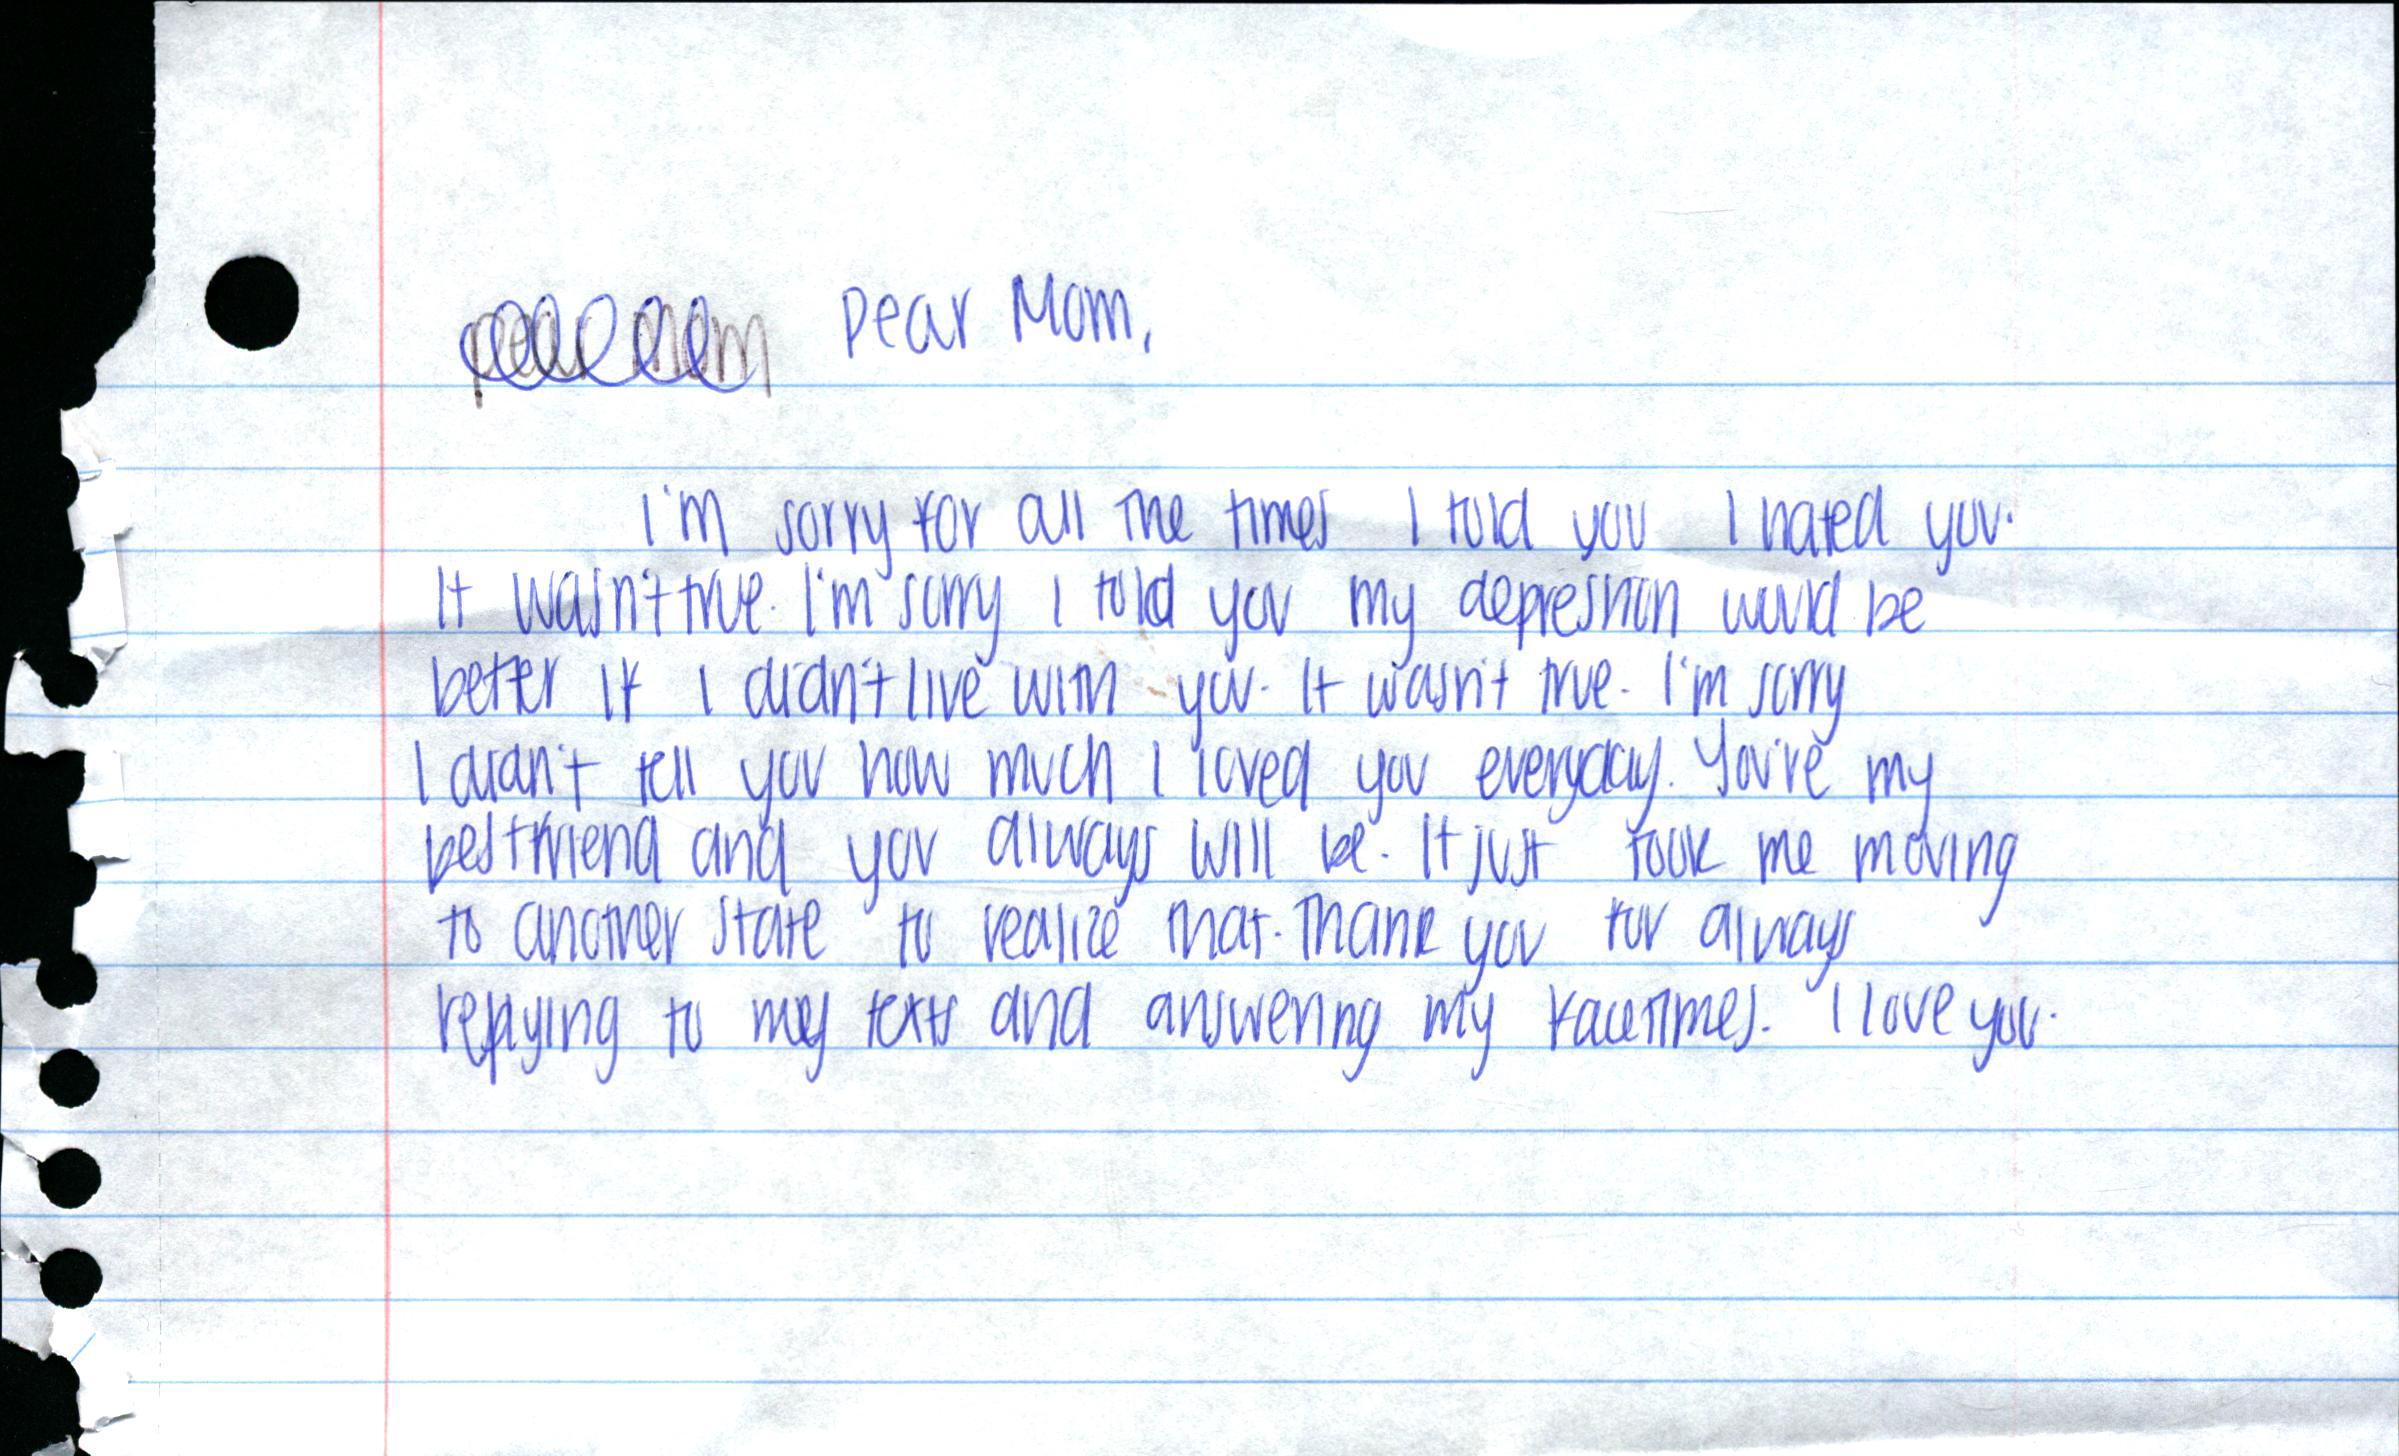 Dear Mom Dear Mom,
I'm sorry for all the times I told you I hated you.
It wasn't true. I'm sorry I told you my depression would be
better if I didn't live with you. It wasn't true. I'm sorry
I didn't tell you how much I loved you everyday. You're my
bestfriend and you always will be. It just took me moving
to another state to realize that. Thank you for always
replying to my texts and answering my facetimes. I love you.